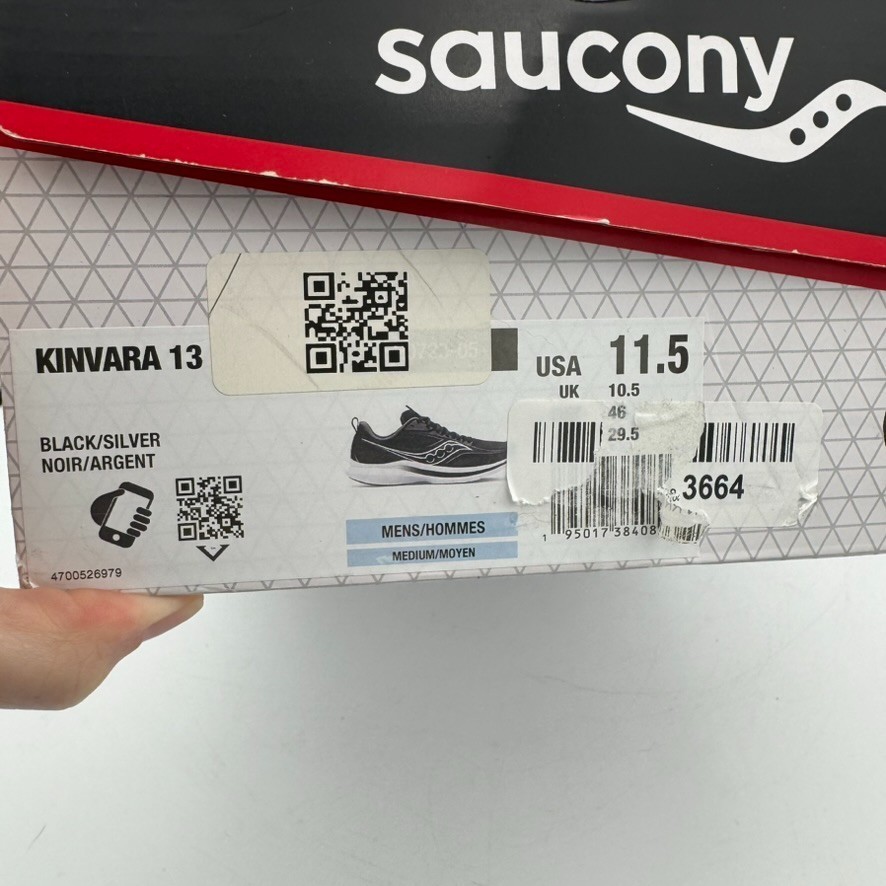 saucony
KINVARA 13
USA 11.5
UK 10.5
46
29.5
BLACK/SILVER
NOIR/ARGENT
3664
MENS/HOMMES
MEDIUM/MOYEN
1 95017 38408
4700526979